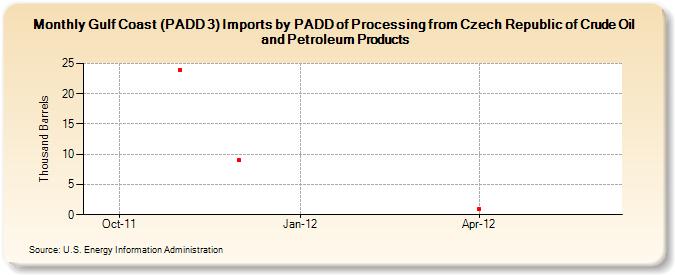 Monthly Gulf Coast (PADD 3) Imports by PADD of Processing from Czech Republic of Crude Oil
and Petroleum Products
Thousand Barrels
25
20
15
10
5
0
Oct-11 Jan-12 Apr-12
Source: U.S. Energy Information Administration